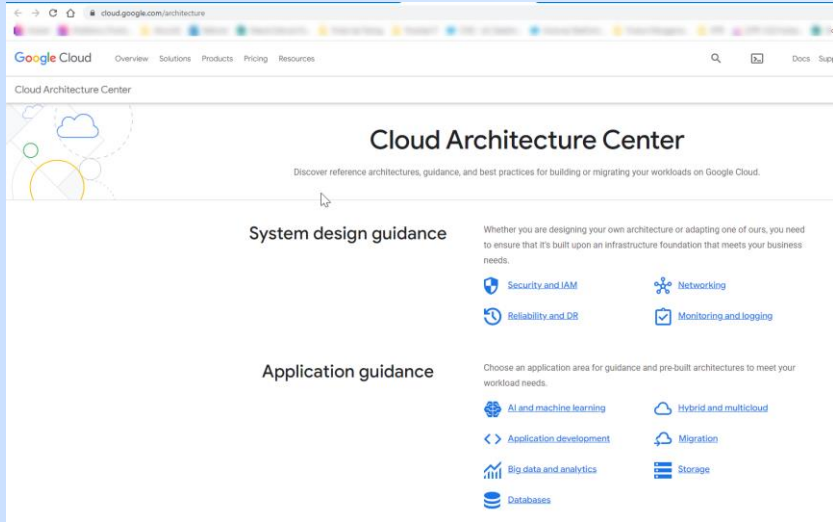 cloud.google.com/architecture
Google Cloud Overview Solutions Products Pricing Resources Docs Supp
Cloud Architecture Center
Cloud Architecture Center
Discover reference architectures, guidance, and best practices for building or migrating your workloads on Google Cloud.
System design guidance
Whether you are designing your own architecture or adapting one of ours, you need
to ensure that it's built upon an infrastructure foundation that meets your business
needs.
Security and IAM
Networking
Reliability and DR
Monitoring and logging
Application guidance
Choose an application area for guidance and pre-built architectures to meet your
workload needs.
AI and machine learning
Hybrid and multicloud
Application development
Migration
Big data and analytics
Storage
Databases